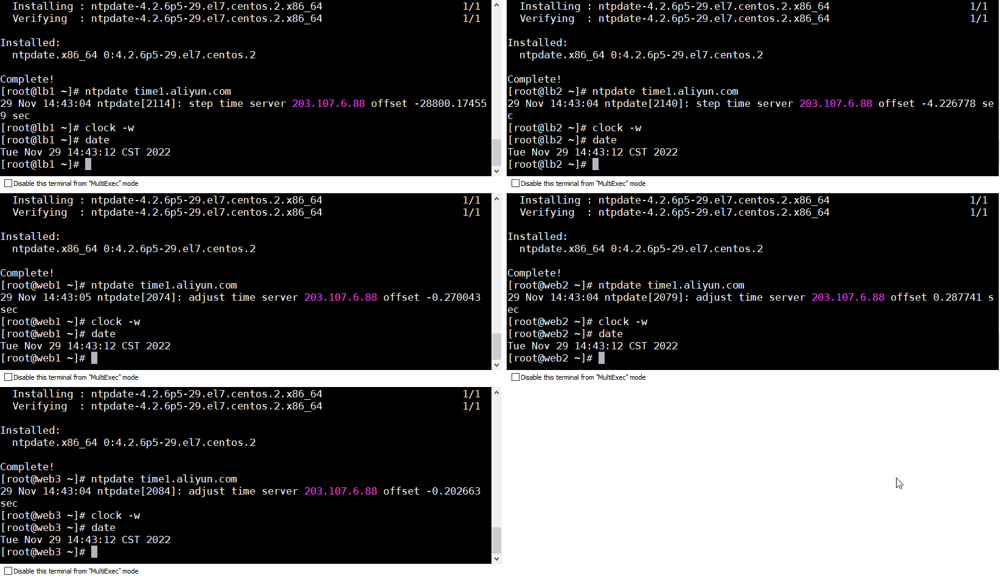 Installing : ntpdate-4.2.6p5-29.el7.centos.2.x86_64 1/1
Verifying  : ntpdate-4.2.6p5-29.el7.centos.2.x86_64 1/1
Installed:
ntpdate.x86_64 0:4.2.6p5-29.el7.centos.2
Complete!
[root@lb1 ~]# ntpdate time1.aliyun.com
29 Nov 14:43:04 ntpdate[2114]: step time server 203.107.6.88 offset -28800.17455
9 sec
[root@lb1 ~]# clock -w
[root@lb1 ~]# date
Tue Nov 29 14:43:12 CST 2022
[root@lb1 ~]#
Disable this terminal from "MultiExec" mode
Installing : ntpdate-4.2.6p5-29.el7.centos.2.x86_64 1/1
Verifying  : ntpdate-4.2.6p5-29.el7.centos.2.x86_64 1/1
Installed:
ntpdate.x86_64 0:4.2.6p5-29.el7.centos.2
Complete!
[root@lb2 ~]# ntpdate time1.aliyun.com
29 Nov 14:43:04 ntpdate[2140]: step time server 203.107.6.88 offset -4.226778 se
c
[root@lb2 ~]# clock -w
[root@lb2 ~]# date
Tue Nov 29 14:43:12 CST 2022
[root@lb2 ~]#
Disable this terminal from "MultiExec" mode
Installing : ntpdate-4.2.6p5-29.el7.centos.2.x86_64 1/1
Verifying  : ntpdate-4.2.6p5-29.el7.centos.2.x86_64 1/1
Installed:
ntpdate.x86_64 0:4.2.6p5-29.el7.centos.2
Complete!
[root@web1 ~]# ntpdate time1.aliyun.com
29 Nov 14:43:05 ntpdate[2074]: adjust time server 203.107.6.88 offset -0.270043
sec
[root@web1 ~]# clock -w
[root@web1 ~]# date
Tue Nov 29 14:43:12 CST 2022
[root@web1 ~]#
Disable this terminal from "MultiExec" mode
Installing : ntpdate-4.2.6p5-29.el7.centos.2.x86_64 1/1
Verifying  : ntpdate-4.2.6p5-29.el7.centos.2.x86_64 1/1
Installed:
ntpdate.x86_64 0:4.2.6p5-29.el7.centos.2
Complete!
[root@web2 ~]# ntpdate time1.aliyun.com
29 Nov 14:43:04 ntpdate[2079]: adjust time server 203.107.6.88 offset 0.287741 s
ec
[root@web2 ~]# clock -w
[root@web2 ~]# date
Tue Nov 29 14:43:12 CST 2022
[root@web2 ~]#
Disable this terminal from "MultiExec" mode
Installing : ntpdate-4.2.6p5-29.el7.centos.2.x86_64 1/1
Verifying  : ntpdate-4.2.6p5-29.el7.centos.2.x86_64 1/1
Installed:
ntpdate.x86_64 0:4.2.6p5-29.el7.centos.2
Complete!
[root@web3 ~]# ntpdate time1.aliyun.com
29 Nov 14:43:04 ntpdate[2084]: adjust time server 203.107.6.88 offset -0.202663
sec
[root@web3 ~]# clock -w
[root@web3 ~]# date
Tue Nov 29 14:43:12 CST 2022
[root@web3 ~]#
Disable this terminal from "MultiExec" mode